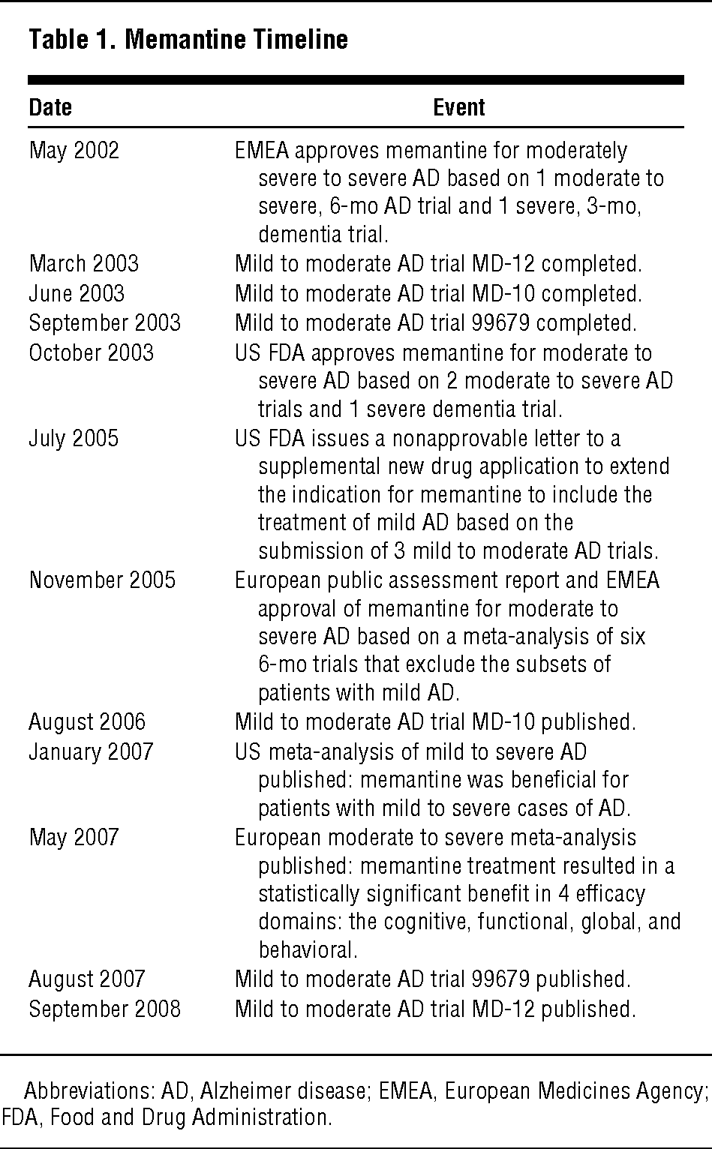 Table 1. Memantine Timeline
Date Event
May 2002 EMEA approves memantine for moderately
severe to severe AD based on 1 moderate to
severe, 6-mo AD trial and 1 severe, 3-mo,
dementia trial.
March 2003 Mild to moderate AD trial MD-12 completed.
June 2003 Mild to moderate AD trial MD-10 completed.
September 2003 Mild to moderate AD trial 99679 completed.
October 2003 US FDA approves memantine for moderate to
severe AD based on 2 moderate to severe AD
trials and 1 severe dementia trial.
July 2005 US FDA issues a nonapprovable letter to a
supplemental new drug application to extend
the indication for memantine to include the
treatment of mild AD based on the
submission of 3 mild to moderate AD trials.
November 2005 European public assessment report and EMEA
approval of memantine for moderate to
severe AD based on a meta-analysis of six
6-mo trials that exclude the subsets of
patients with mild AD.
August 2006 Mild to moderate AD trial MD-10 published.
January 2007 US meta-analysis of mild to severe AD
published: memantine was beneficial for
patients with mild to severe cases of AD.
May 2007 European moderate to severe meta-analysis
published: memantine treatment resulted in a
statistically significant benefit in 4 efficacy
domains: the cognitive, functional, global, and
behavioral.
August 2007 Mild to moderate AD trial 99679 published.
September 2008 Mild to moderate AD trial MD-12 published.
Abbreviations: AD, Alzheimer disease; EMEA, European Medicines Agency;
FDA, Food and Drug Administration.